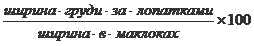 ширина - груди - за - лопатками
×100
ширина - в - маклоках